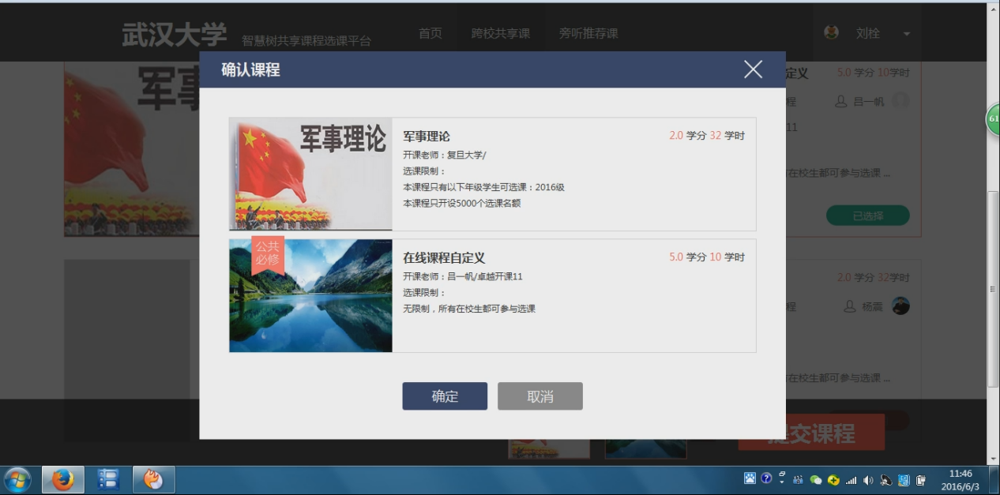 武汉大学 智慧树共享课程选课平台 首页 跨校共享课 旁听推荐课 刘栓
确认课程
军事
定义 5.0 学分 10学时
程 吕一帆
11
在校生都可参与选课 ...
已选择
军事理论
军事理论 2.0 学分 32 学时
开课老师：复旦大学/
选课限制：
本课程只有以下年级学生可选课：2016级
本课程只开设5000个选课名额
公共
必修
在线课程自定义 5.0 学分 10 学时
开课老师：吕一帆/卓越开课11
选课限制：
无限制，所有在校生都可参与选课
2.0 学分 32学时
程 杨震
在校生都可参与选课 ...
确定 取消
提交课程
61
11:46
2016/6/3